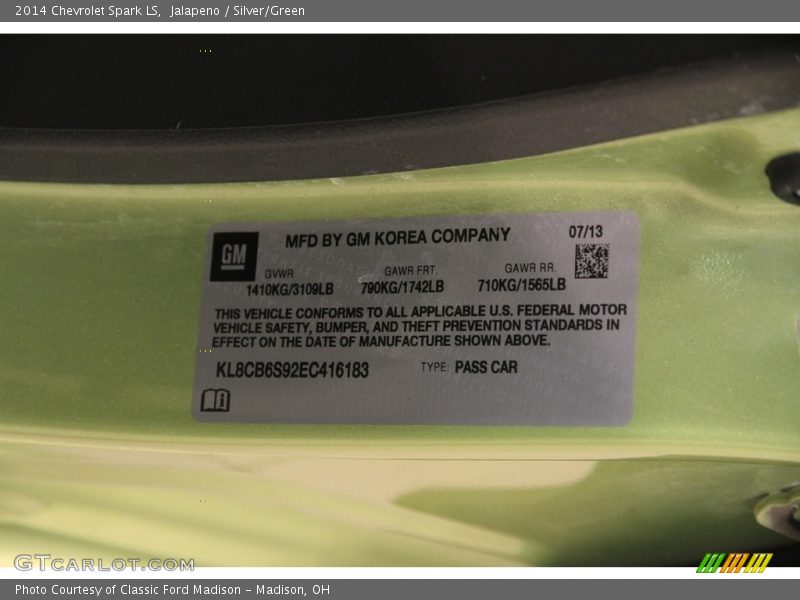 2014 Chevrolet Spark LS,  Jalapeno / Silver/Green
GM
MFD BY GM KOREA COMPANY
07/13
GVWR GAWR FRT. GAWR RR.
1410KG/3109LB 790KG/1742LB 710KG/1565LB
THIS VEHICLE CONFORMS TO ALL APPLICABLE U.S. FEDERAL MOTOR
VEHICLE SAFETY, BUMPER, AND THEFT PREVENTION STANDARDS IN
EFFECT ON THE DATE OF MANUFACTURE SHOWN ABOVE.
KL8CB6S92EC416183 TYPE: PASS CAR
GTCARLOT.COM
Photo Courtesy of Classic Ford Madison - Madison, OH